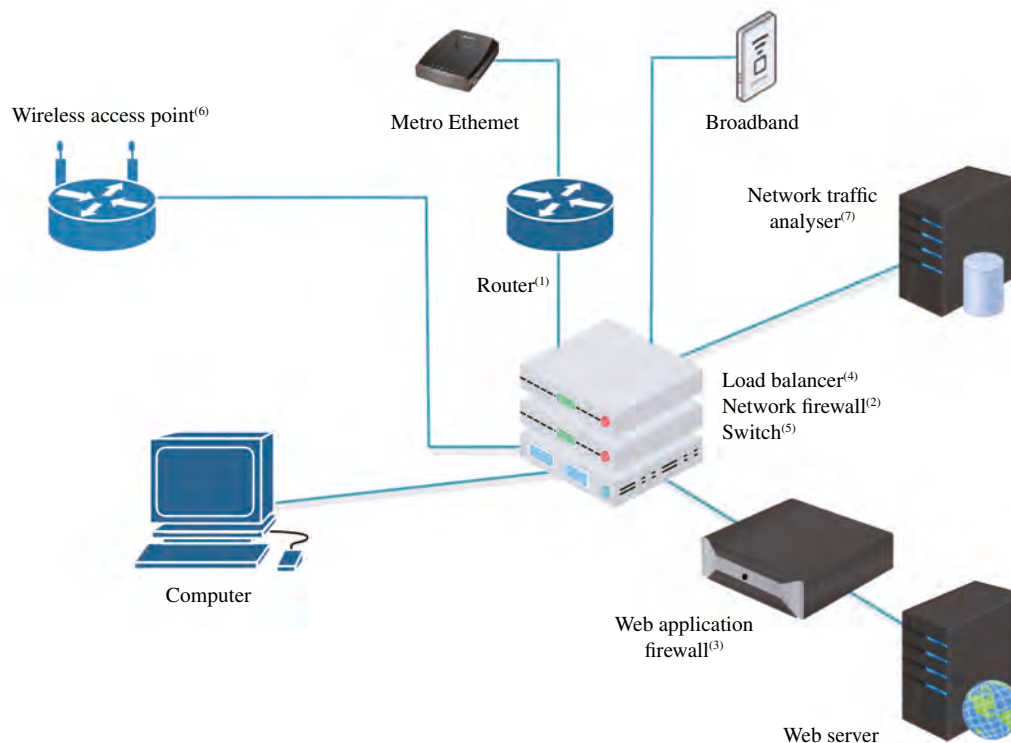 Wireless access point(6)
Metro Ethemet
Broadband
Network traffic
analyser(7)
Router(1)
Load balancer(4)
Network firewall(2)
Switch(5)
Computer
Web application
firewall(3)
Web server